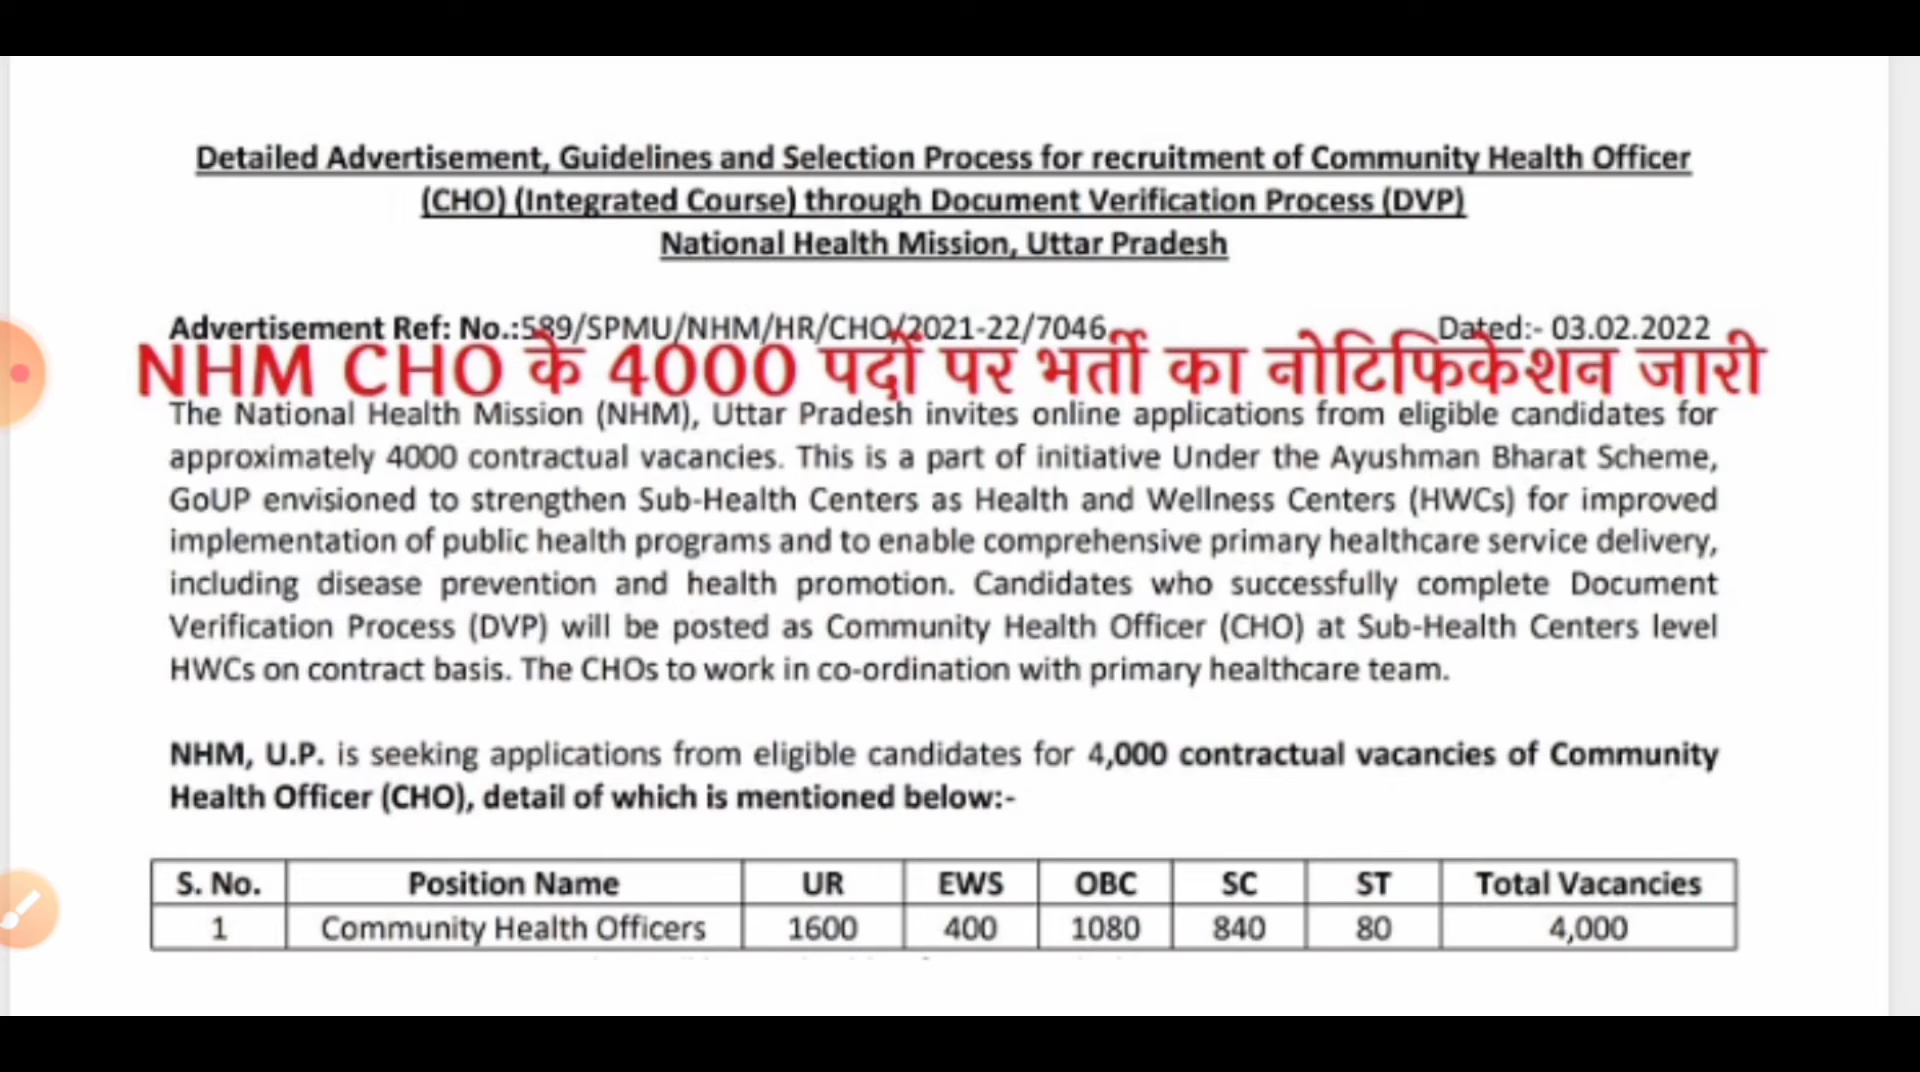 Detailed Advertisement, Guidelines and Selection Process for recruitment of Community Health Officer
(CHO) (Integrated Course) through Document Verification Process (DVP)
National Health Mission, Uttar Pradesh
Advertisement Ref: No.:589/SPMU/NHM/HR/CHO/2021-22/7046 Dated:- 03.02.2022
NHM CHO के 4000 पदों पर भर्ती का नोटिफिकेशन जारी
The National Health Mission (NHM), Uttar Pradesh invites online applications from eligible candidates for
approximately 4000 contractual vacancies. This is a part of initiative Under the Ayushman Bharat Scheme,
GoUP envisioned to strengthen Sub-Health Centers as Health and Wellness Centers (HWCs) for improved
implementation of public health programs and to enable comprehensive primary healthcare service delivery,
including disease prevention and health promotion. Candidates who successfully complete Document
Verification Process (DVP) will be posted as Community Health Officer (CHO) at Sub-Health Centers level
HWCs on contract basis. The CHOs to work in co-ordination with primary healthcare team.
NHM, U.P. is seeking applications from eligible candidates for 4,000 contractual vacancies of Community
Health Officer (CHO), detail of which is mentioned below:-
S. No. Position Name UR EWS OBC SC ST Total Vacancies
1 Community Health Officers 1600 400 1080 840 80 4,000